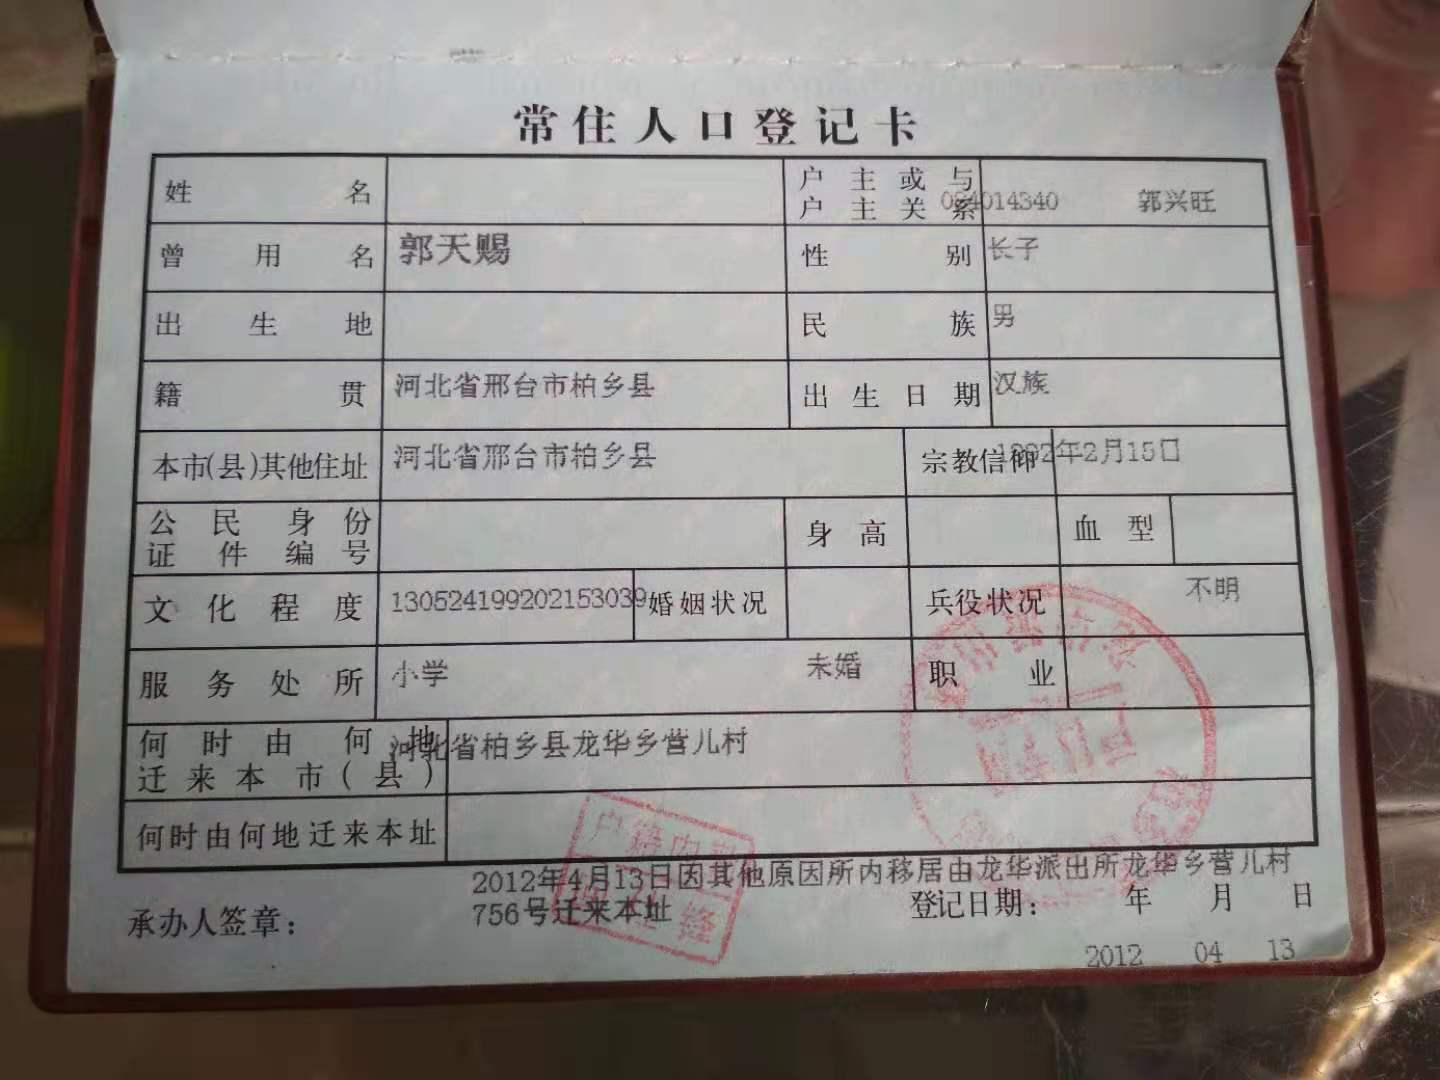 常住人口登记卡
姓名
户主或与
户主关系
094014340 郭兴旺
曾用名 郭天赐 性别 长子
出生地 民族 男
籍贯 河北省邢台市柏乡县 出生日期 汉族
本市(县)其他住址 河北省邢台市柏乡县 宗教信仰 1992年2月15日
公民身份
证件编号
身高 血型
文化程度 130524199202153039 婚姻状况 兵役状况 不明
服务处所 小学 未婚 职业
何时由何地
迁来本市(县)
河北省柏乡县龙华乡营儿村
何时由何地迁来本址
2012年4月13日因其他原因所内移居由龙华派出所龙华乡营儿村
756号迁来本址
承办人签章： 登记日期： 年 月 日
2012 04 13
户籍内